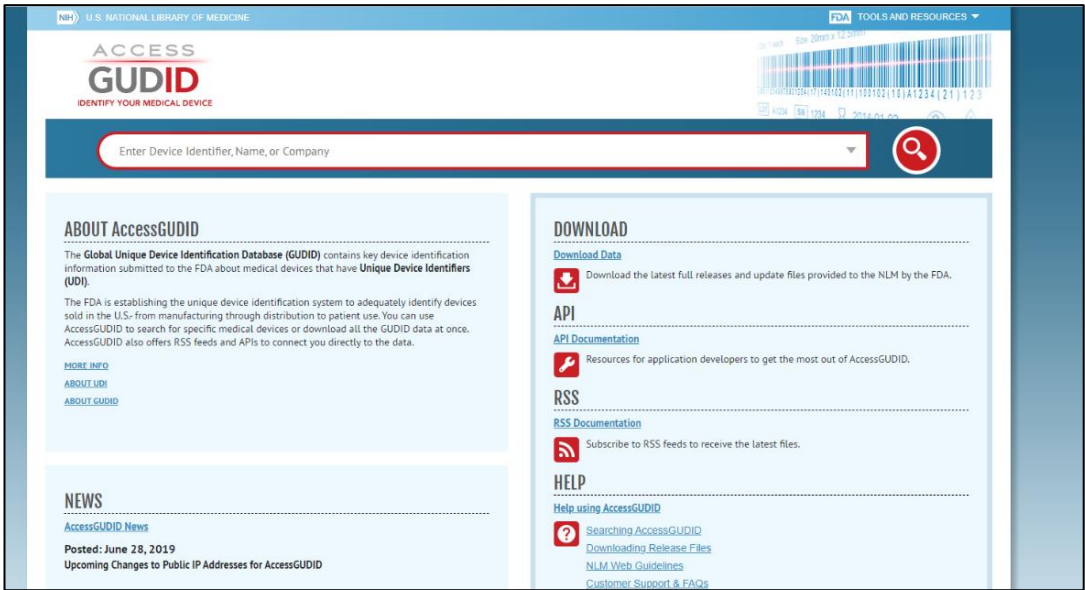 NIH U.S. NATIONAL LIBRARY OF MEDICINE
FDA TOOLS AND RESOURCES
ACCESS
GUDID
IDENTIFY YOUR MEDICAL DEVICE
Size 28mm x 12.5mm
A1234
1234
2014-01-02
Enter Device Identifier, Name, or Company
ABOUT AccessGUDID
The Global Unique Device Identification Database (GUDID) contains key device identification
information submitted to the FDA about medical devices that have Unique Device Identifiers
(UDI).
The FDA is establishing the unique device identification system to adequately identify devices
sold in the U.S.- from manufacturing through distribution to patient use. You can use
AccessGUDID to search for specific medical devices or download all the GUDID data at once.
AccessGUDID also offers RSS feeds and APIs to connect you directly to the data.
MORE INFO
ABOUT UDI
ABOUT GUDID
NEWS
AccessGUDID News
Posted: June 28, 2019
Upcoming Changes to Public IP Addresses for AccessGUDID
DOWNLOAD
Download Data
Download the latest full releases and update files provided to the NLM by the FDA.
API
API Documentation
Resources for application developers to get the most out of AccessGUDID.
RSS
RSS Documentation
Subscribe to RSS feeds to receive the latest files.
HELP
Help using AccessGUDID
Searching AccessGUDID
Downloading Release Files
NLM Web Guidelines
Customer Support & FAQs